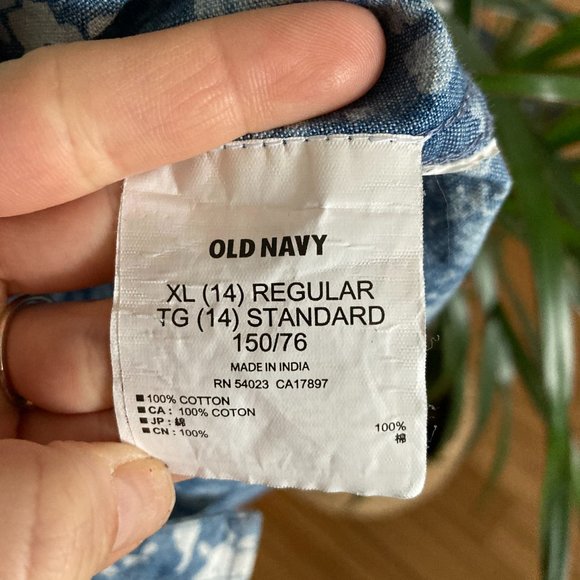 OLD NAVY
XL (14) REGULAR
TG (14) STANDARD
150/76
MADE IN INDIA
RN 54023 CA17897
■ 100% COTTON
■ CA : 100% COTON
■ JP : 綿
■ CN : 100% 100%
棉